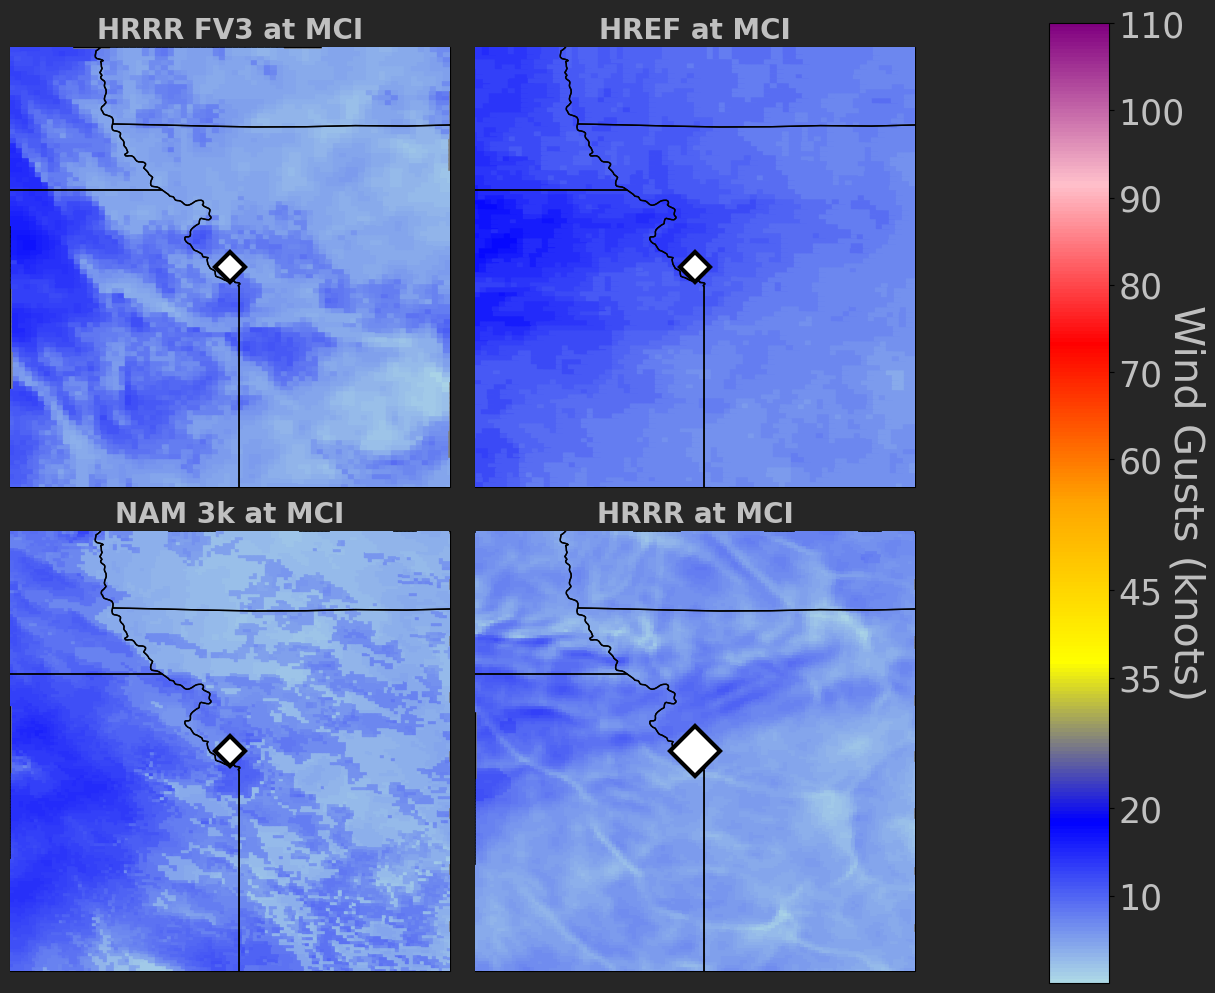 HRRR FV3 at MCI
HREF at MCI
NAM 3k at MCI
HRRR at MCI
110
100
90
80
70
60
45
35
20
10
Wind Gusts (knots)